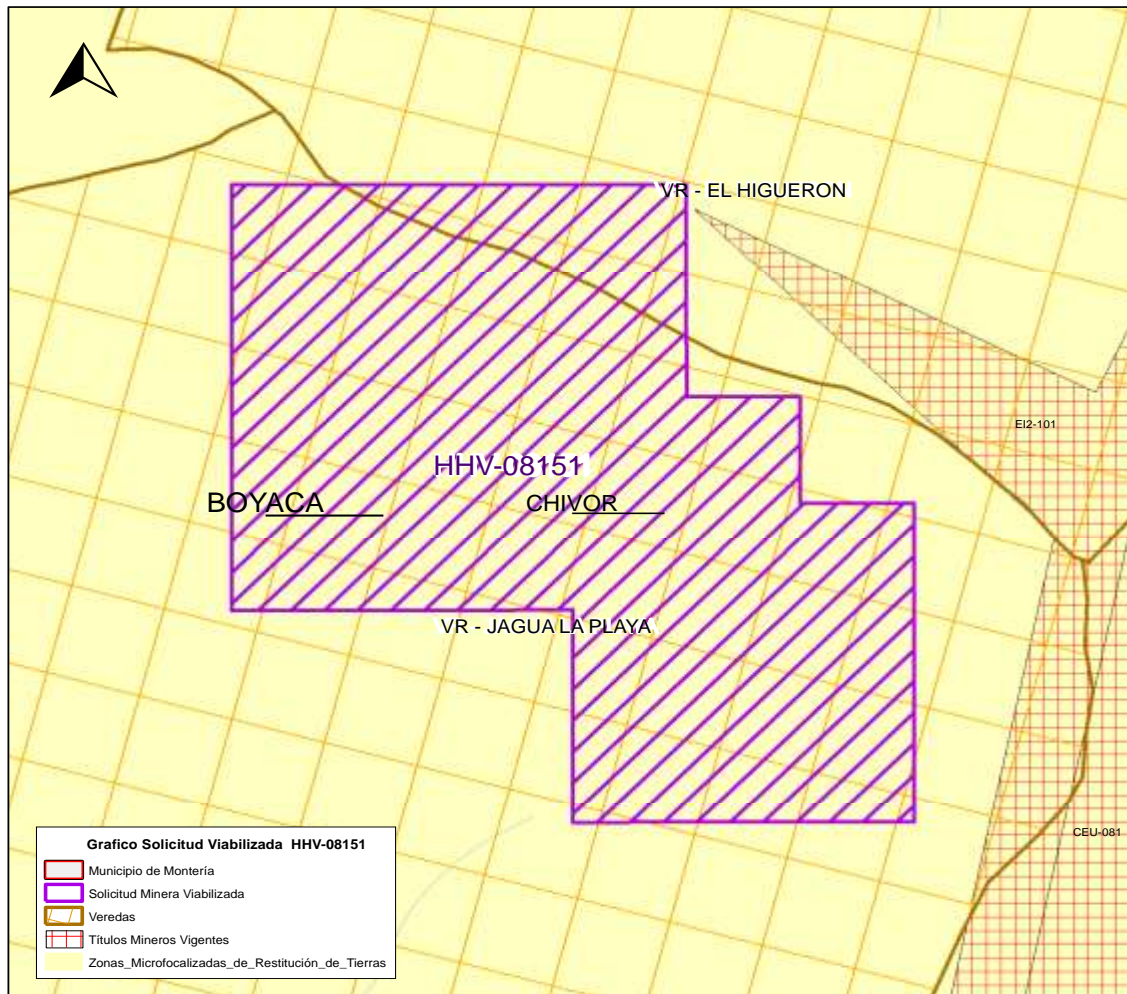 VR - EL HIGUERON
EI2-101
HHV-08151
BOYACA
CHIVOR
VR - JAGUA LA PLAYA
CEU-081
Grafico Solicitud Viabilizada HHV-08151
Municipio de Montería
Solicitud Minera Viabilizada
Veredas
Títulos Mineros Vigentes
Zonas_Microfocalizadas_de_Restitución_de_Tierras